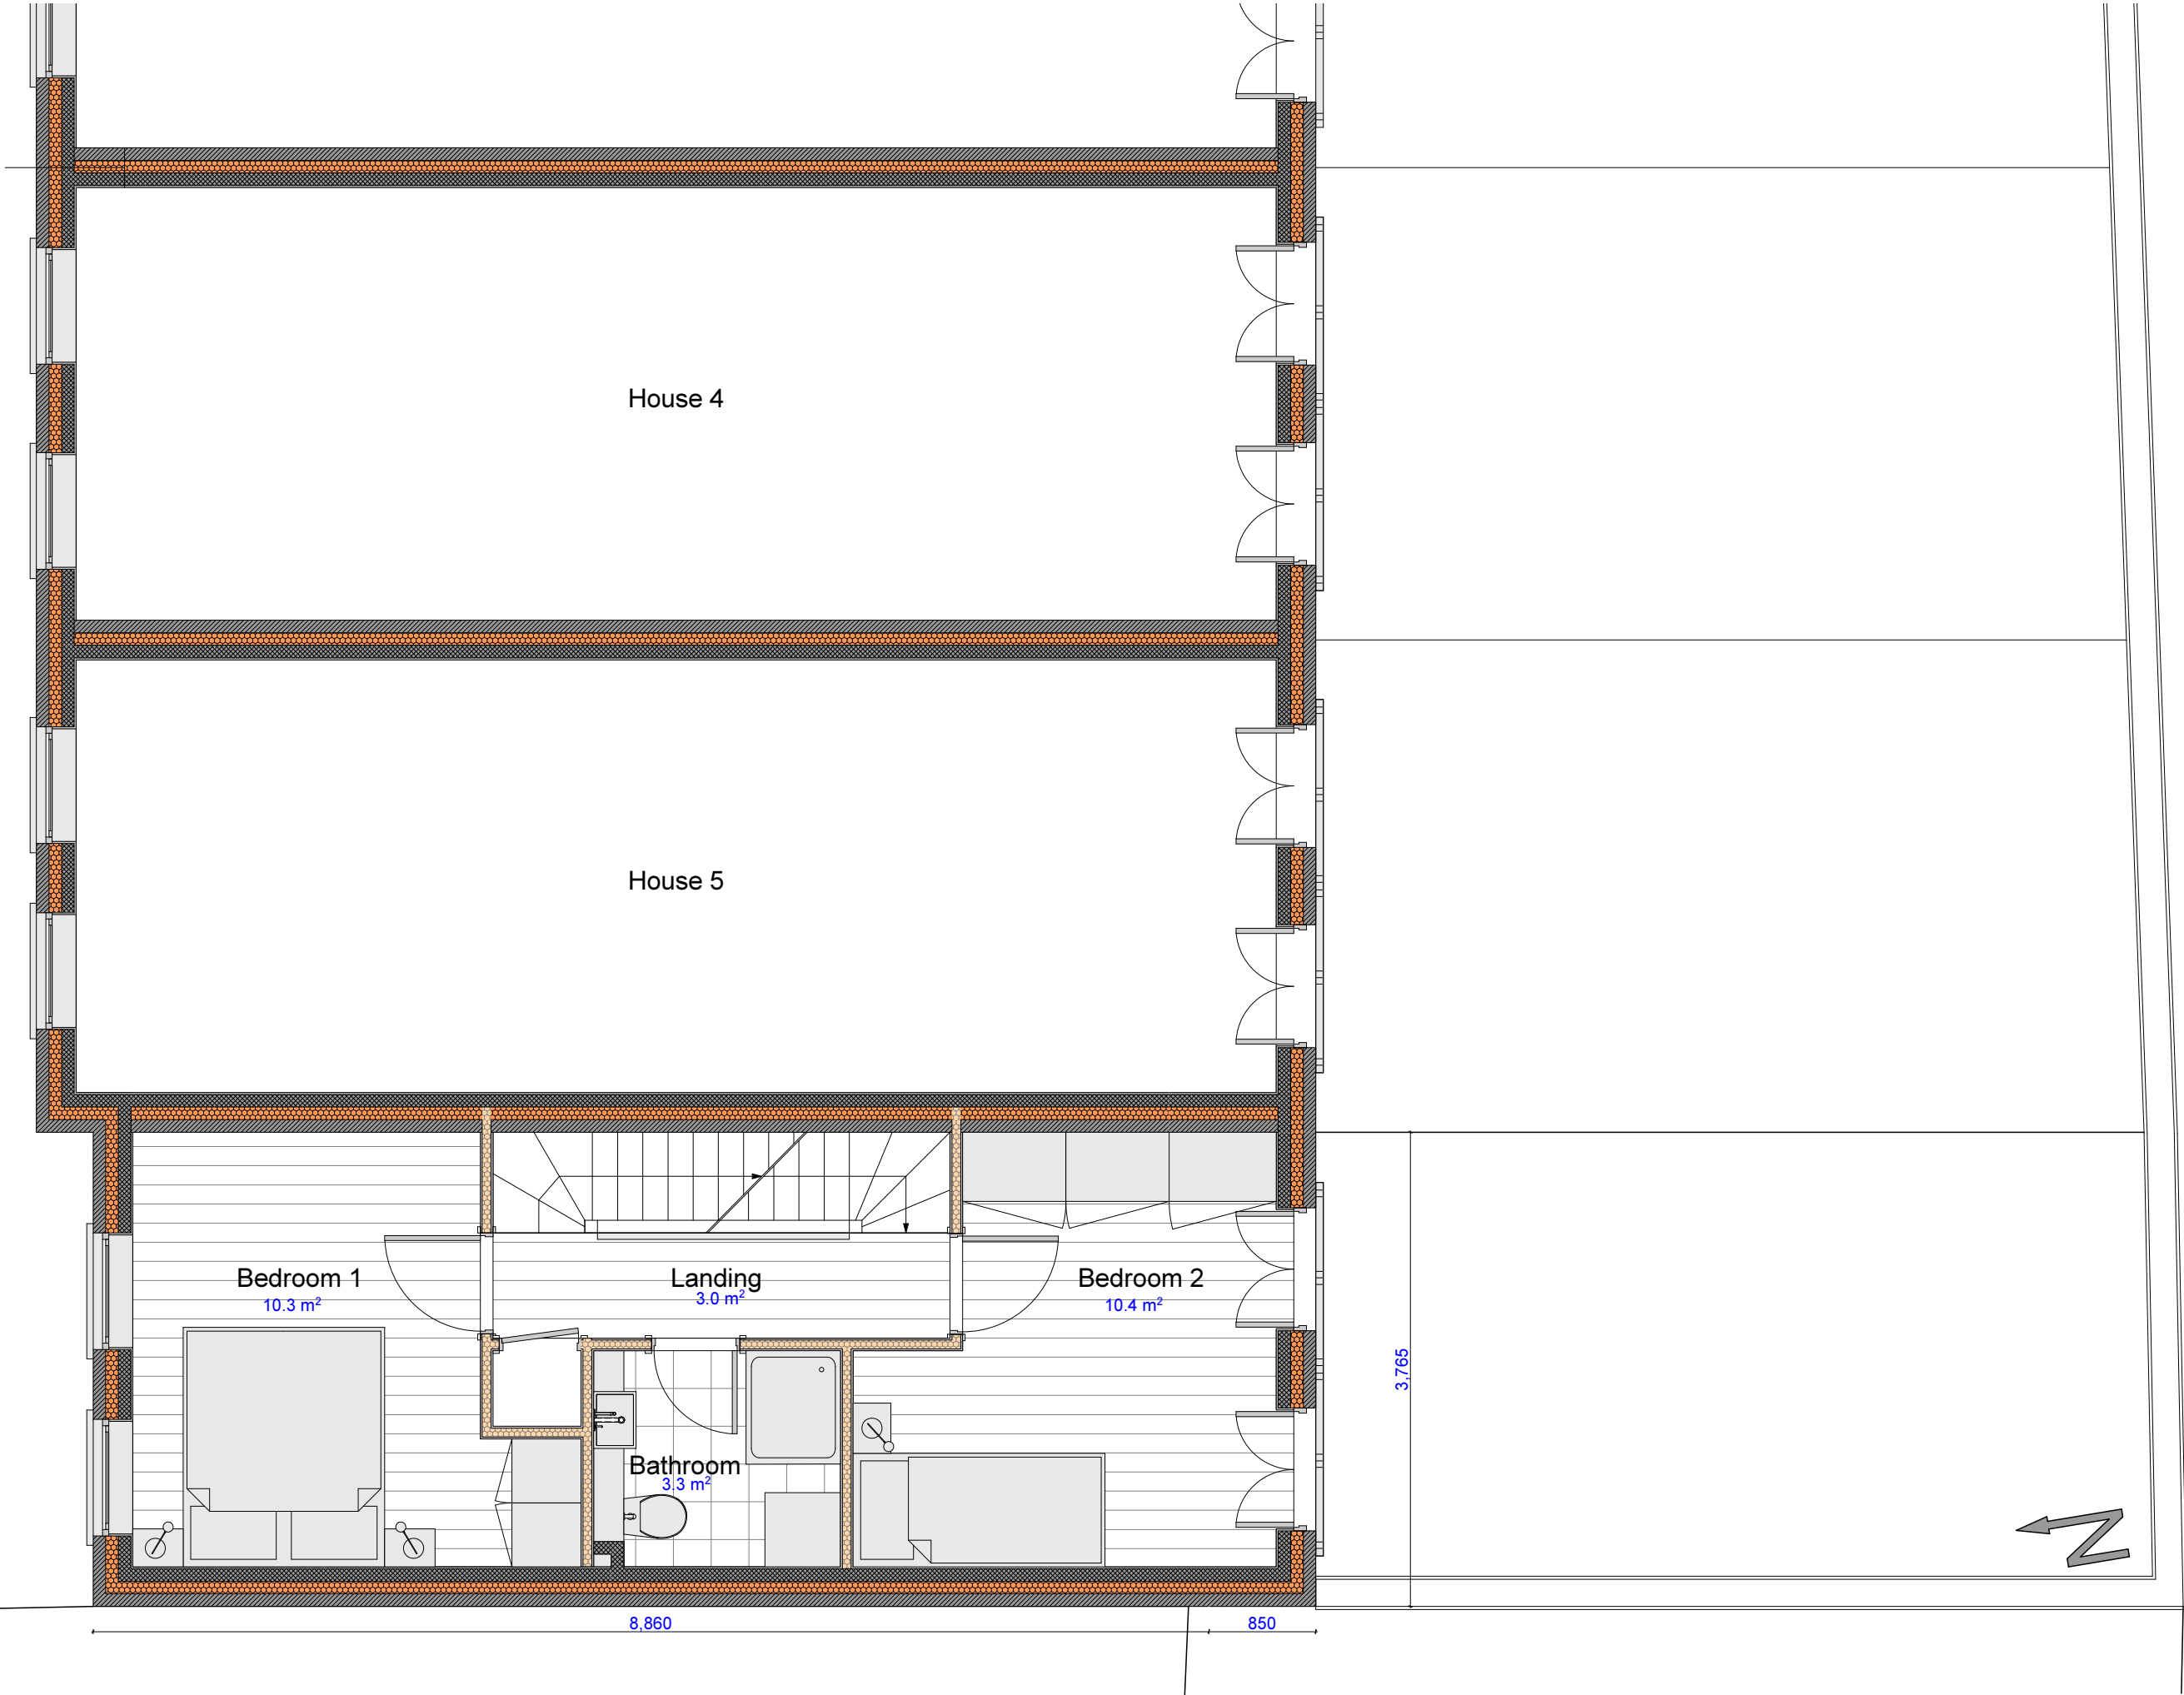 House 4
House 5
Bedroom 1
10.3 m²
Landing
3.0 m²
Bedroom 2
10.4 m²
3,765
Bathroom
3.3 m²
N
8,860
850